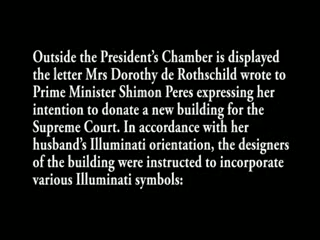 Outside the President's Chamber is displayed
the letter Mrs Dorothy de Rothschild wrote to
Prime Minister Shimon Peres expressing her
intention to donate a new building for the
Supreme Court. In accordance with her
husband's Illuminati orientation, the designers
of the building were instructed to incorporate
various Illuminati symbols: